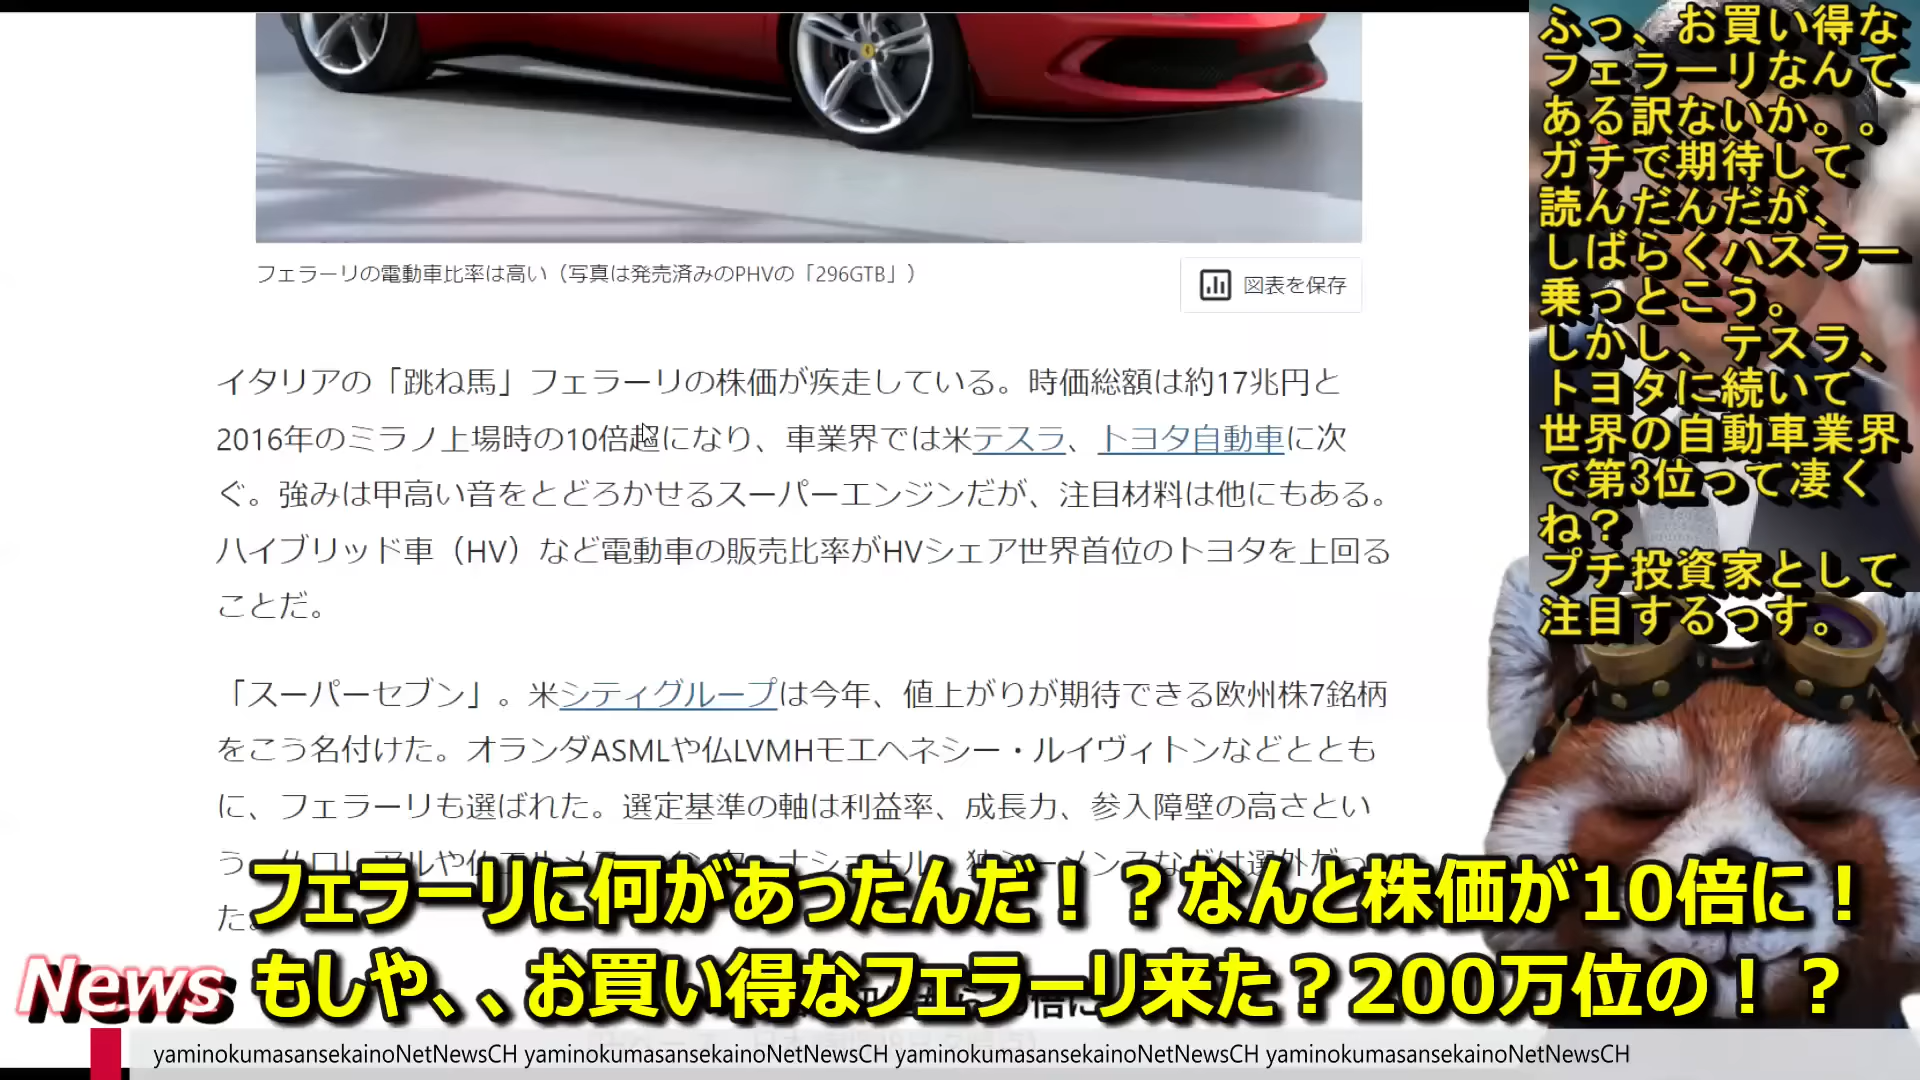 フェラーリの電動車比率は高い（写真は発売済みのPHVの「296GTB」）
図表を保存
イタリアの「跳ね馬」フェラーリの株価が疾走している。時価総額は約17兆円と
2016年のミラノ上場時の10倍超になり、車業界では米テスラ、トヨタ自動車に次
ぐ。強みは甲高い音をとどろかせるスーパーエンジンだが、注目材料は他にもある。
ハイブリッド車（HV）など電動車の販売比率がHVシェア世界首位のトヨタを上回る
ことだ。
「スーパーセブン」。米シティグループは今年、値上がりが期待できる欧州株7銘柄
をこう名付けた。オランダASMLや仏LVMHモエヘネシー・ルイヴィトンなどととも
に、フェラーリも選ばれた。選定基準の軸は利益率、成長力、参入障壁の高さとい
う。
た。
フェラーリに何があったんだ！？なんと株価が10倍に！
もしや、、お買い得なフェラーリ来た？200万位の！？
News
yaminokumasansekainoNetNewsCH yaminokumasansekainoNetNewsCH yaminokumasansekainoNetNewsCH yaminokumasansekainoNetNewsCH
ふっ、お買い得な
フェラーリなんて
ある訳ないか。。
ガチで期待して
読んだんだが、
しばらくハスラー
乗っとこう。
しかし、テスラ、
トヨタに続いて
世界の自動車業界
で第3位って凄く
ね？
プチ投資家として
注目するっす。